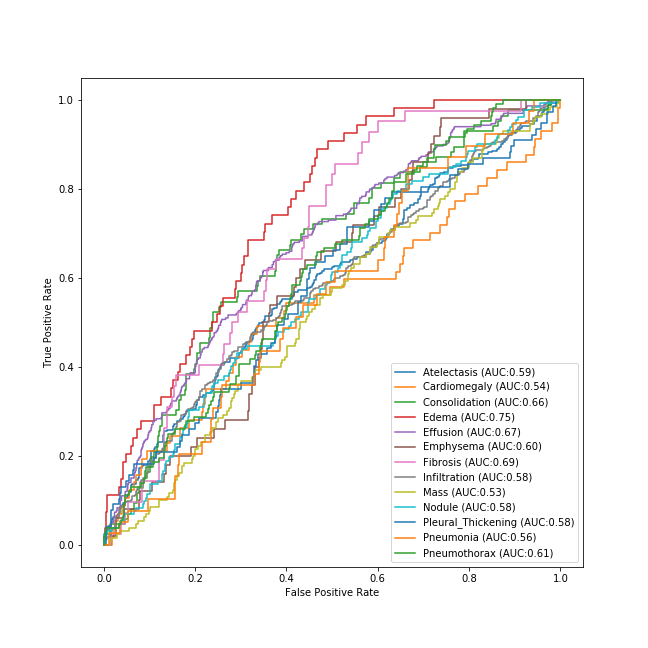 1.0
0.8
0.6
0.4
0.2
0.0
True Positive Rate
Atelectasis (AUC:0.59)
Cardiomegaly (AUC:0.54)
Consolidation (AUC:0.66)
Edema (AUC:0.75)
Effusion (AUC:0.67)
Emphysema (AUC:0.60)
Fibrosis (AUC:0.69)
Infiltration (AUC:0.58)
Mass (AUC:0.53)
Nodule (AUC:0.58)
Pleural_Thickening (AUC:0.58)
Pneumonia (AUC:0.56)
Pneumothorax (AUC:0.61)
0.0 0.2 0.4 0.6 0.8 1.0
False Positive Rate